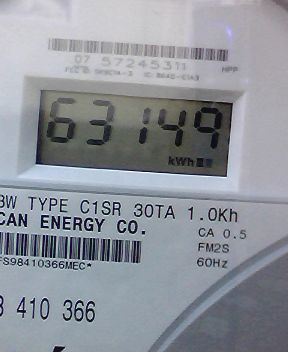 07 57245311
HPP
63149
kWh
3W TYPE C1SR 30TA 1.0Kh
CAN ENERGY CO.
CA 0.5
FM2S
60Hz
FS98410366MEC*
410 366